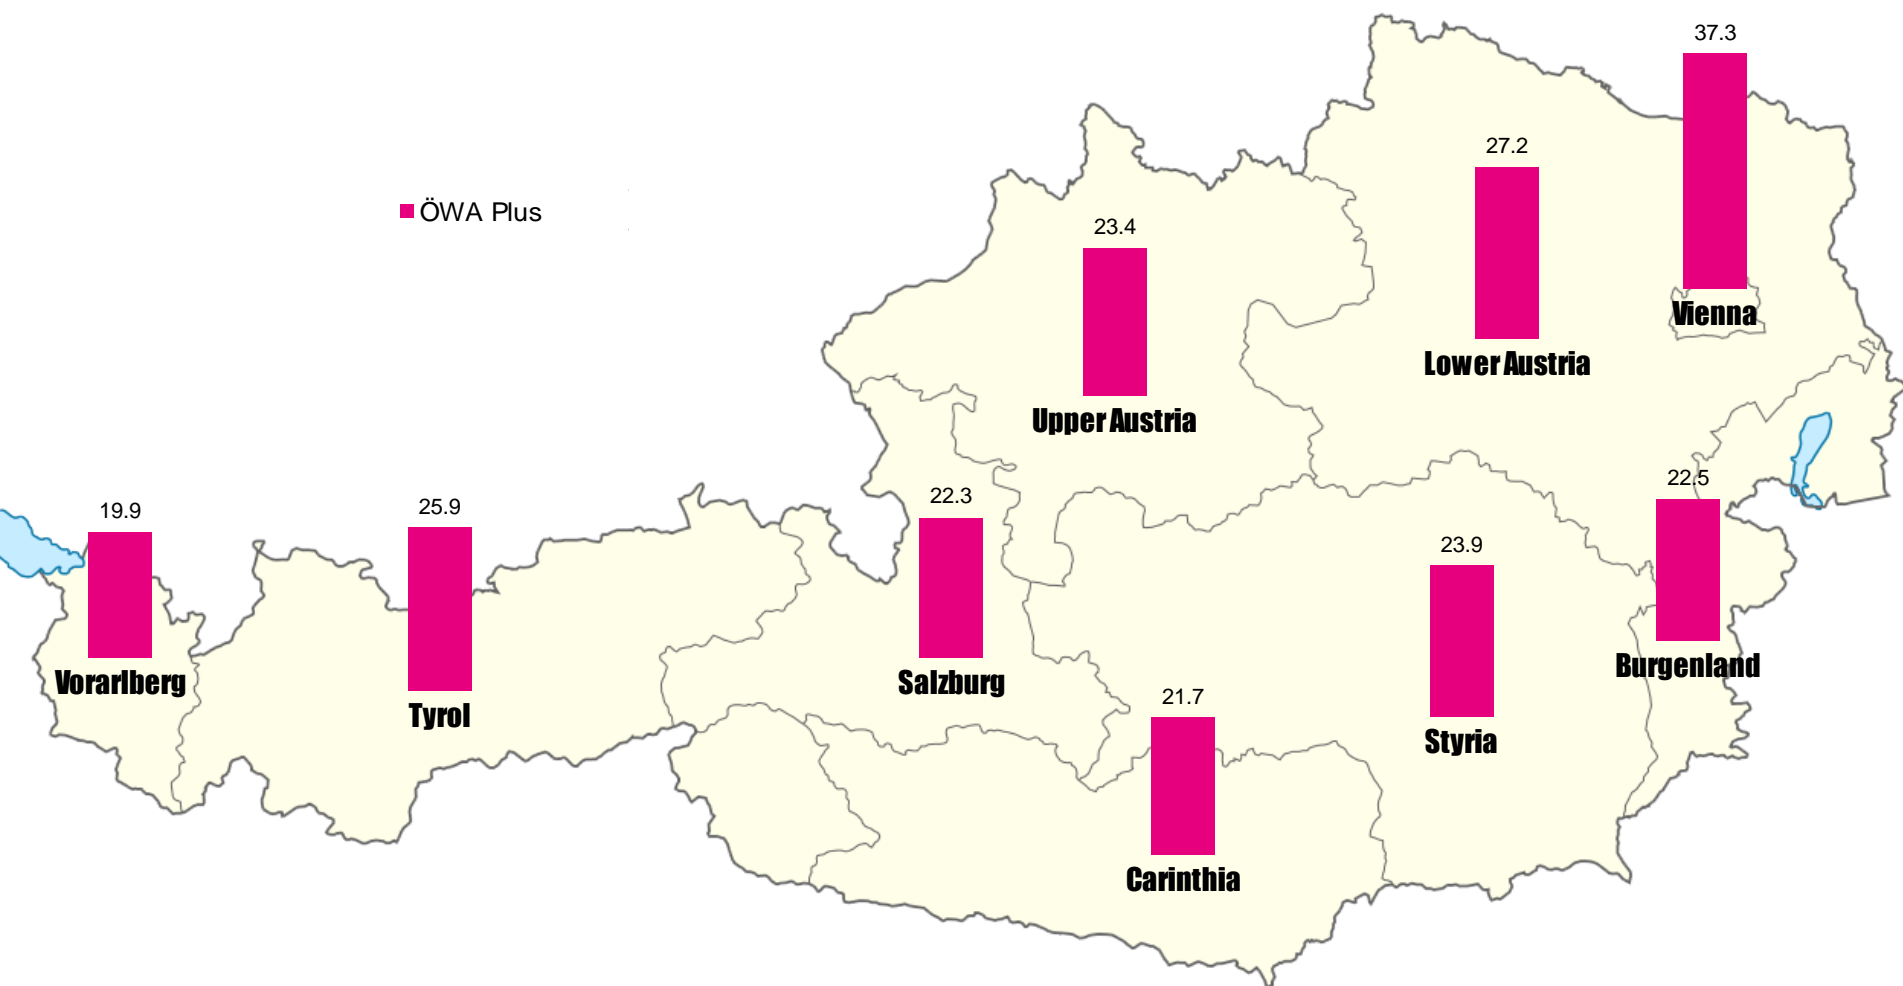 37.3
Vienna
27.2
Lower Austria
ÖWA Plus
23.4
Upper Austria
19.9
Vorarlberg
25.9
Tyrol
22.3
Salzburg
22.5
Burgenland
23.9
Styria
21.7
Carinthia